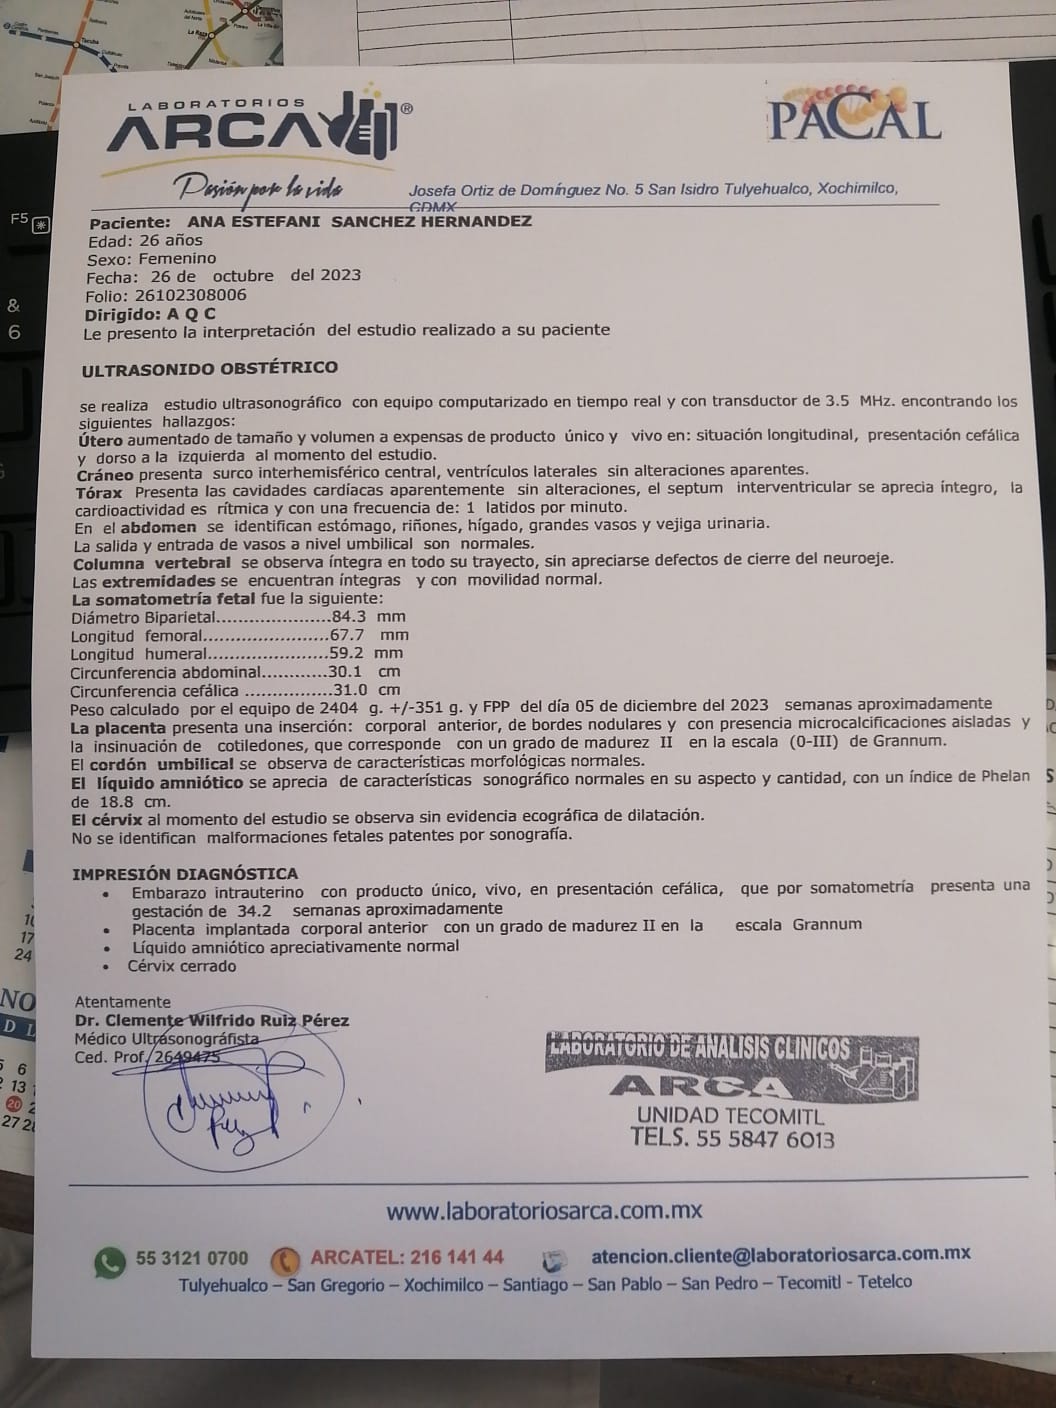 LABORATORIOS
ARCA ®
Pasión por la vida
PACAL
Josefa Ortiz de Domínguez No. 5 San Isidro Tulyehualco, Xochimilco,
CDMX
Paciente: ANA ESTEFANI SANCHEZ HERNANDEZ
Edad: 26 años
Sexo: Femenino
Fecha: 26 de octubre del 2023
Folio: 26102308006
Dirigido: A Q C
Le presento la interpretación del estudio realizado a su paciente
ULTRASONIDO OBSTÉTRICO
se realiza estudio ultrasonográfico con equipo computarizado en tiempo real y con transductor de 3.5 MHz. encontrando los
siguientes hallazgos:
Útero aumentado de tamaño y volumen a expensas de producto único y vivo en: situación longitudinal, presentación cefálica
y dorso a la izquierda al momento del estudio.
Cráneo presenta surco interhemisférico central, ventrículos laterales sin alteraciones aparentes.
Tórax Presenta las cavidades cardíacas aparentemente sin alteraciones, el septum interventricular se aprecia íntegro, la
cardioactividad es rítmica y con una frecuencia de: 1 latidos por minuto.
En el abdomen se identifican estómago, riñones, hígado, grandes vasos y vejiga urinaria.
La salida y entrada de vasos a nivel umbilical son normales.
Columna vertebral se observa íntegra en todo su trayecto, sin apreciarse defectos de cierre del neuroeje.
Las extremidades se encuentran íntegras y con movilidad normal.
La somatometría fetal fue la siguiente:
Diámetro Biparietal.....................84.3 mm
Longitud femoral.......................67.7 mm
Longitud humeral......................59.2 mm
Circunferencia abdominal............30.1 cm
Circunferencia cefálica ................31.0 cm
Peso calculado por el equipo de 2404 g. +/-351 g. y FPP del día 05 de diciembre del 2023 semanas aproximadamente
La placenta presenta una inserción: corporal anterior, de bordes nodulares y con presencia microcalcificaciones aisladas y
la insinuación de cotiledones, que corresponde con un grado de madurez II en la escala (0-III) de Grannum.
El cordón umbilical se observa de características morfológicas normales.
El líquido amniótico se aprecia de características sonográfico normales en su aspecto y cantidad, con un índice de Phelan
de 18.8 cm.
El cérvix al momento del estudio se observa sin evidencia ecográfica de dilatación.
No se identifican malformaciones fetales patentes por sonografía.
IMPRESIÓN DIAGNÓSTICA
• Embarazo intrauterino con producto único, vivo, en presentación cefálica, que por somatometría presenta una
gestación de 34.2 semanas aproximadamente
• Placenta implantada corporal anterior con un grado de madurez II en la escala Grannum
• Líquido amniótico apreciativamente normal
• Cérvix cerrado
Atentamente
Dr. Clemente Wilfrido Ruiz Pérez
Médico Ultrasonografista
Ced. Prof. 2649475
LABORATORIO DE ANALISIS CLINICOS
ARCA
UNIDAD TECOMITL
TELS. 55 5847 6013
www.laboratoriosarca.com.mx
55 3121 0700 ARCATEL: 216 141 44 atencion.cliente@laboratoriosarca.com.mx
Tulyehualco – San Gregorio – Xochimilco – Santiago – San Pablo – San Pedro – Tecomitl - Tetelco
F5
&
6
17
24
NO
D L
6
13
20
27